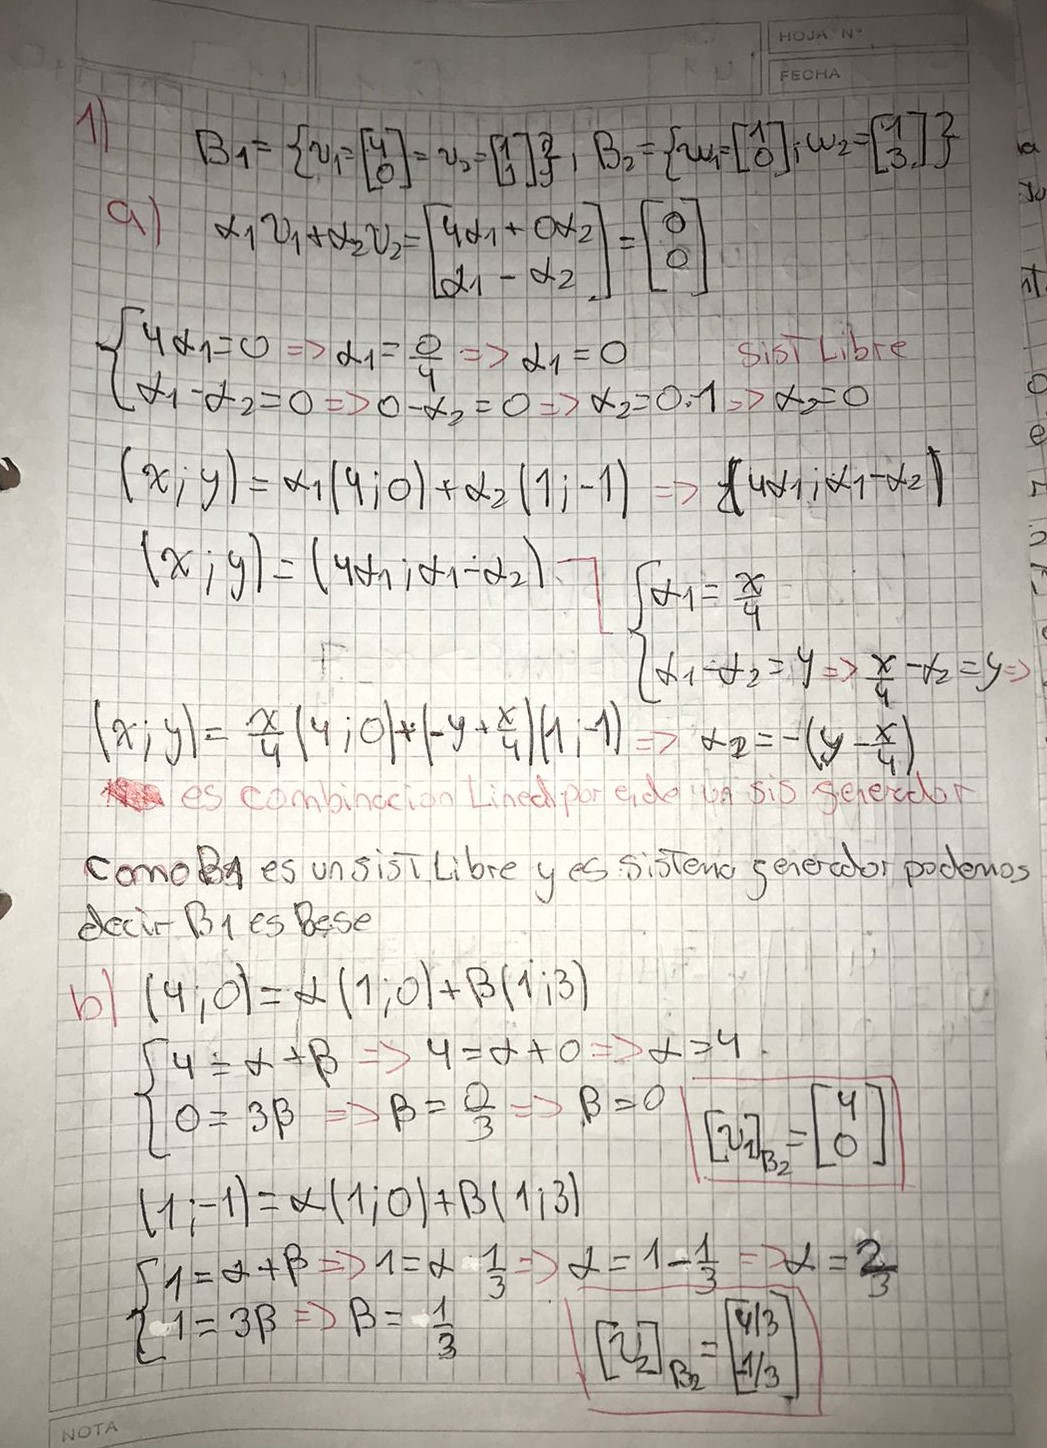 HOJA N°
FECHA
1)
B1 = {v1 = [4 0] = v2 = [1 1]}; B2 = {w1 = [1 0]; w2 = [1 3]}
a) α1 v1 + α2 v2 = [4α1 + 0α2 α1 - α2] = [0 0]
4α1 = 0 => α1 = 0/4 => α1 = 0 SisT Libre
α1 - α2 = 0 => 0 - α2 = 0 => α2 = 0.1 => α2 = 0
(x; y) = α1 (4; 0) + α2 (1; -1) => (4α1; α1 - α2)
(x; y) = (4α1; α1 - α2)
{α1 = x/4
α1 - α2 = y => x/4 - α2 = y =>
(x; y) = x/4 (4; 0) + (-y + x/4)(1; -1) => α2 = -(y - x/4)
es combinacion Lineal por ende un sis generador
Como B1 es un sisT Libre y es sistema generador podemos
decir B1 es Base
b) (4; 0) = α (1; 0) + β (1; 3)
{4 = α + β => 4 = α + 0 => α = 4.
0 = 3β => β = 0/3 => β = 0
[v1]B2 = [4 0]
(1; -1) = α (1; 0) + β (1; 3)
{1 = α + β => 1 = α 1/3 => α = 1 - 1/3 => α = 2/3
1 = 3β => β = -1/3
[v2]B2 = [4/3 -1/3]
NOTA